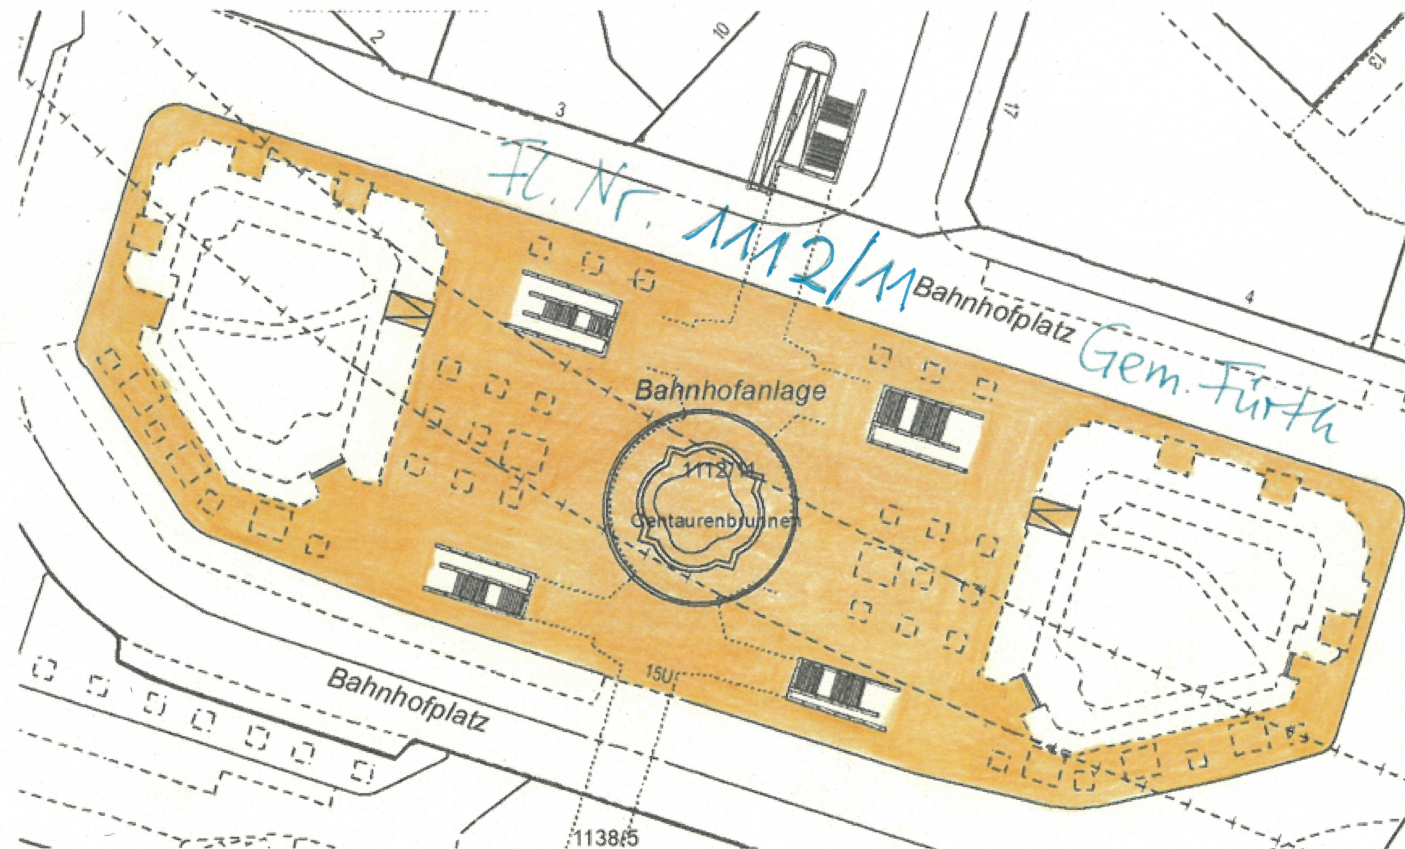 2
10
3
13
17
Fl. Nr. 1112/11
4
Bahnhofplatz
Gem. Fürth
Bahnhofanlage
1112/11
Centaurenbrunnen
15U
Bahnhofplatz
1138/5